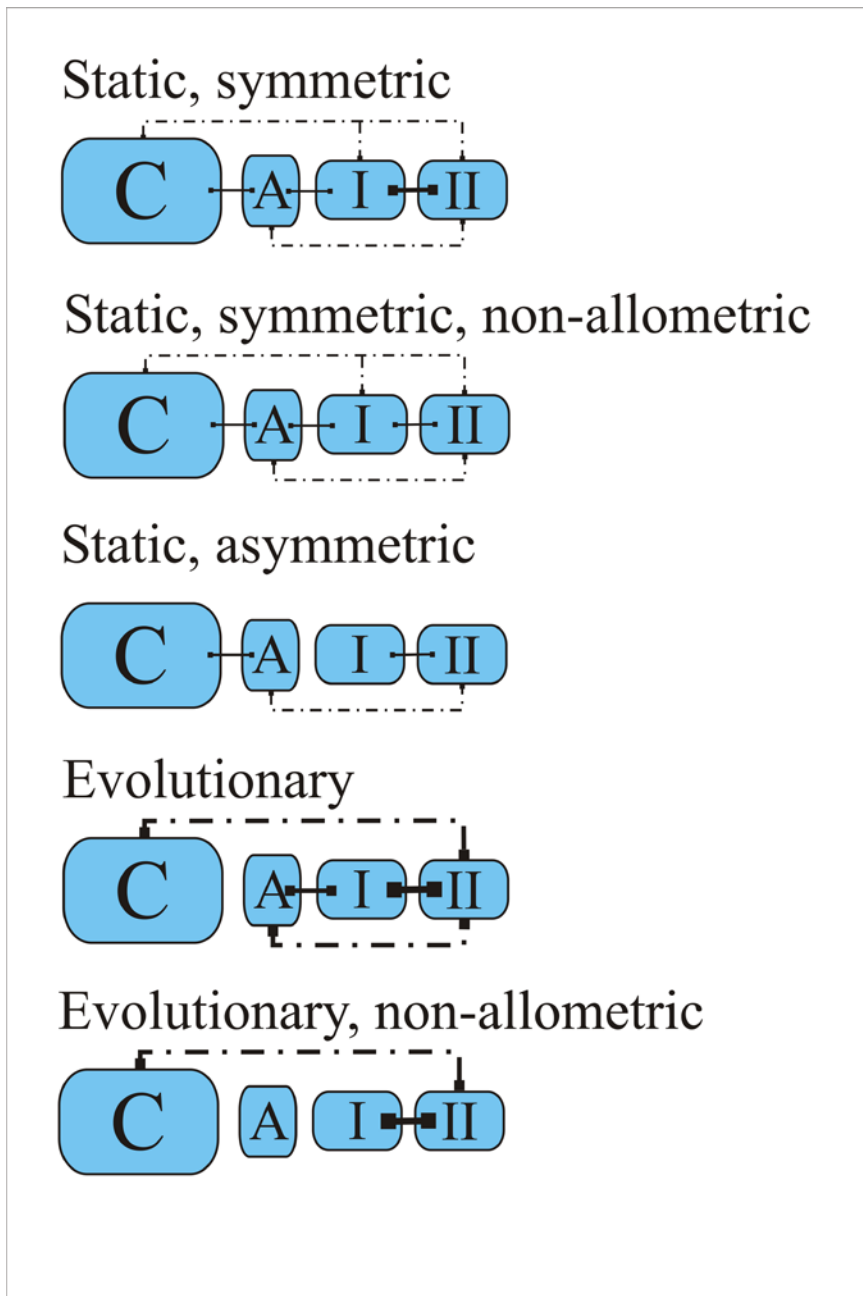 Static, symmetric
C A I II
Static, symmetric, non-allometric
C A I II
Static, asymmetric
C A I II
Evolutionary
C A I II
Evolutionary, non-allometric
C A I II